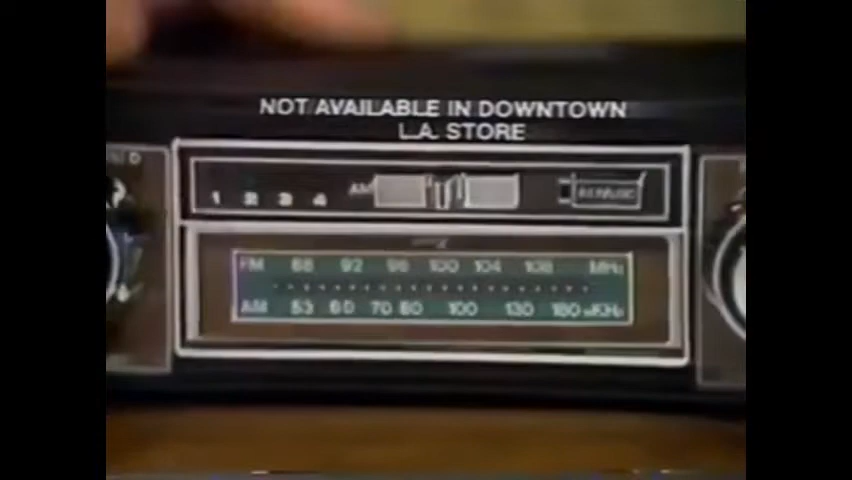 NOT AVAILABLE IN DOWNTOWN
L.A. STORE
1 2 3 4 AM
FM 88 92 96 100 104 108 MHz
AM 53 60 70 80 100 130 160 xKHz